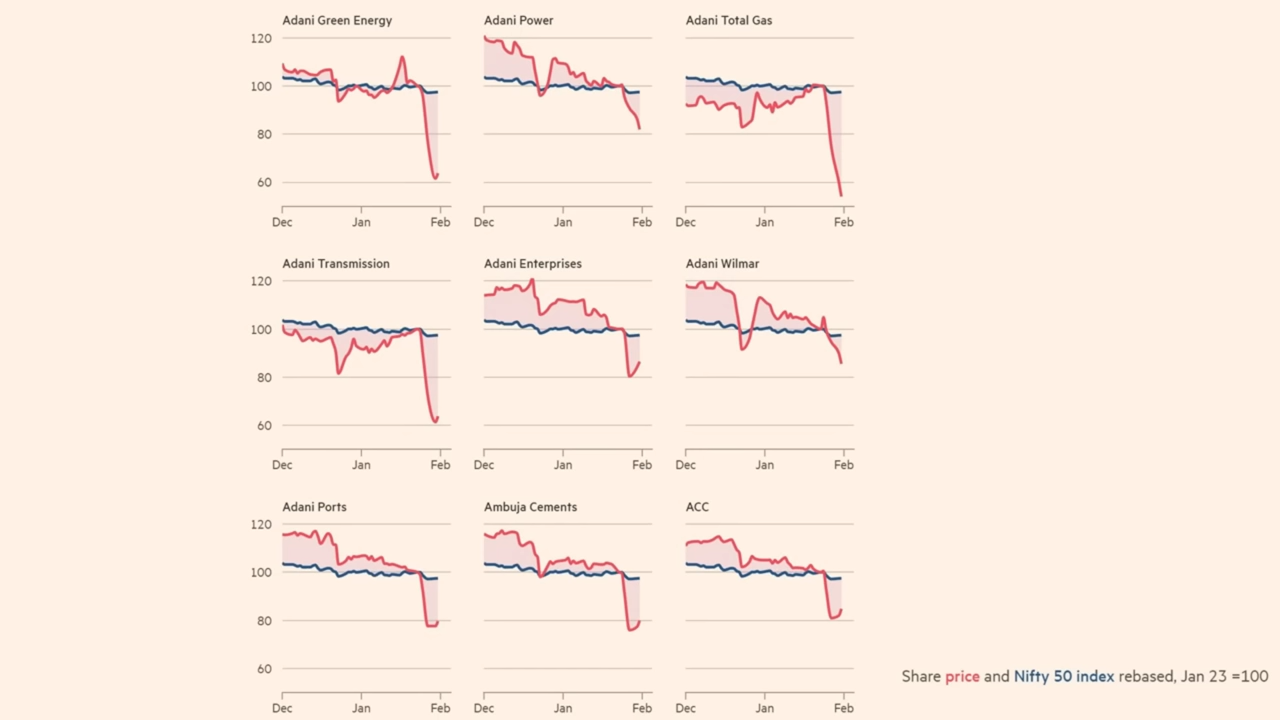 Adani Green Energy
Adani Power
Adani Total Gas
120
100
80
60
Dec Jan Feb
Dec Jan Feb
Dec Jan Feb
Adani Transmission
Adani Enterprises
Adani Wilmar
120
100
80
60
Dec Jan Feb
Dec Jan Feb
Dec Jan Feb
Adani Ports
Ambuja Cements
ACC
120
100
80
60
Dec Jan Feb
Dec Jan Feb
Dec Jan Feb
Share price and Nifty 50 index rebased, Jan 23 =100